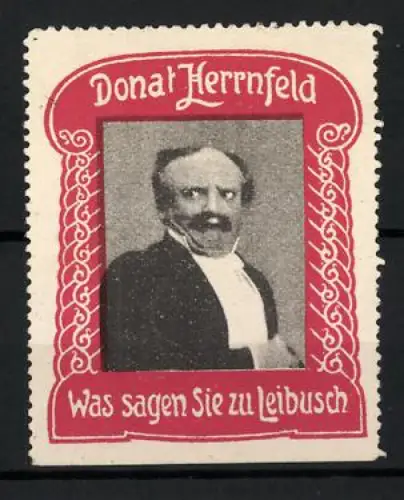 Donat Herrnfeld
Was sagen Sie zu Leibusch